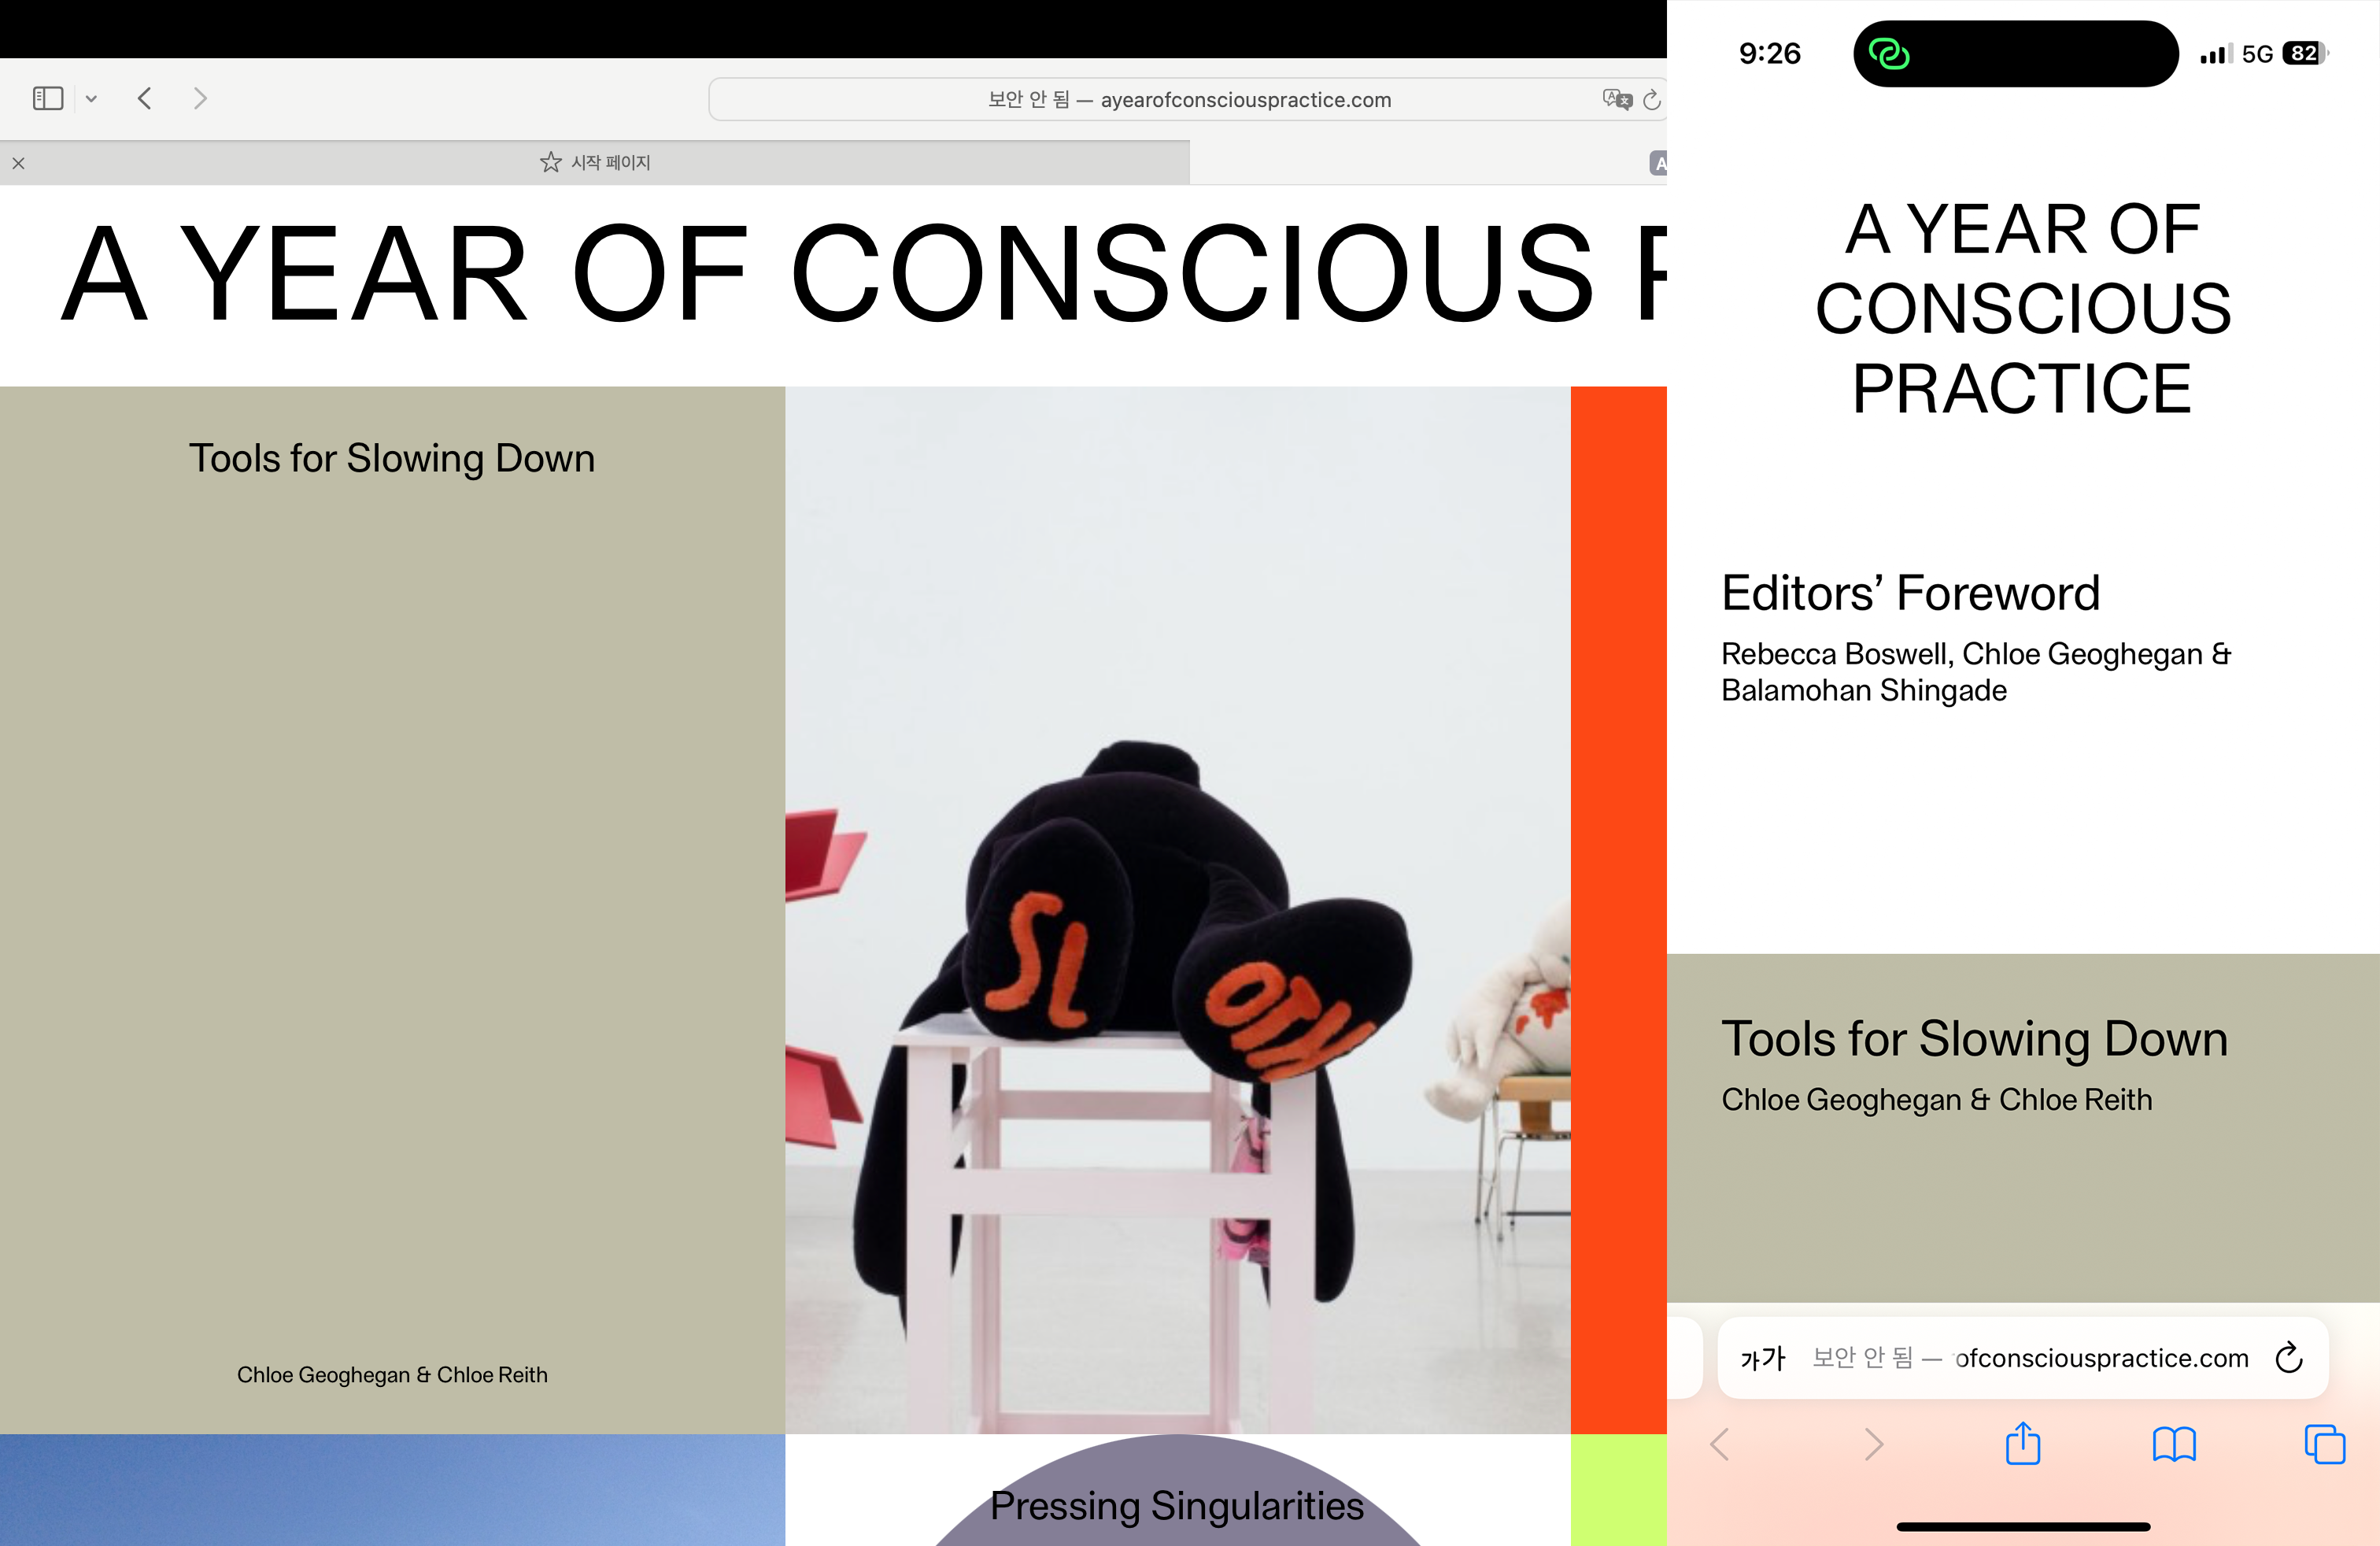 보안 안 됨 — ayearofconsciouspractice.com
시작 페이지
A
A YEAR OF CONSCIOUS P
Tools for Slowing Down
SL
OTH
Chloe Geoghegan & Chloe Reith
Pressing Singularities
9:26
5G 82
A YEAR OF
CONSCIOUS
PRACTICE
Editors’ Foreword
Rebecca Boswell, Chloe Geoghegan &
Balamohan Shingade
Tools for Slowing Down
Chloe Geoghegan & Chloe Reith
가가 보안 안 됨 — ofconsciouspractice.com